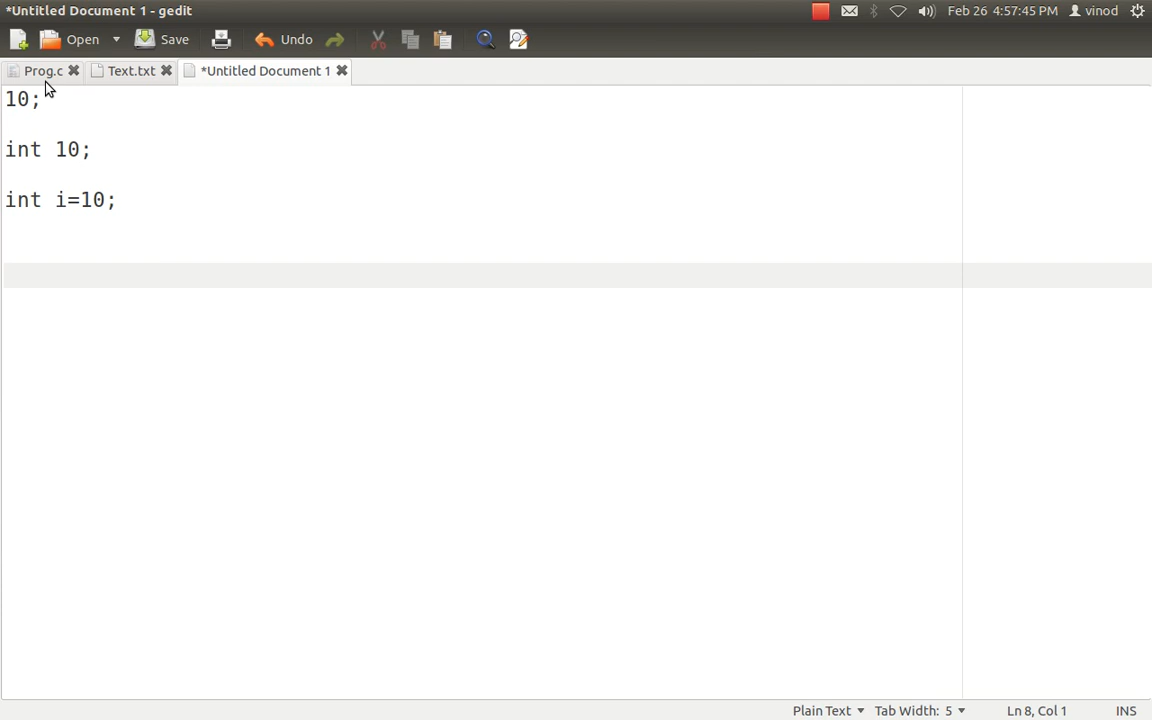 *Untitled Document 1 - gedit
Feb 26 4:57:45 PM vinod
Open Save Undo
Prog.c Text.txt *Untitled Document 1
10;
int 10;
int i=10;
Plain Text Tab Width: 5 Ln 8, Col 1 INS